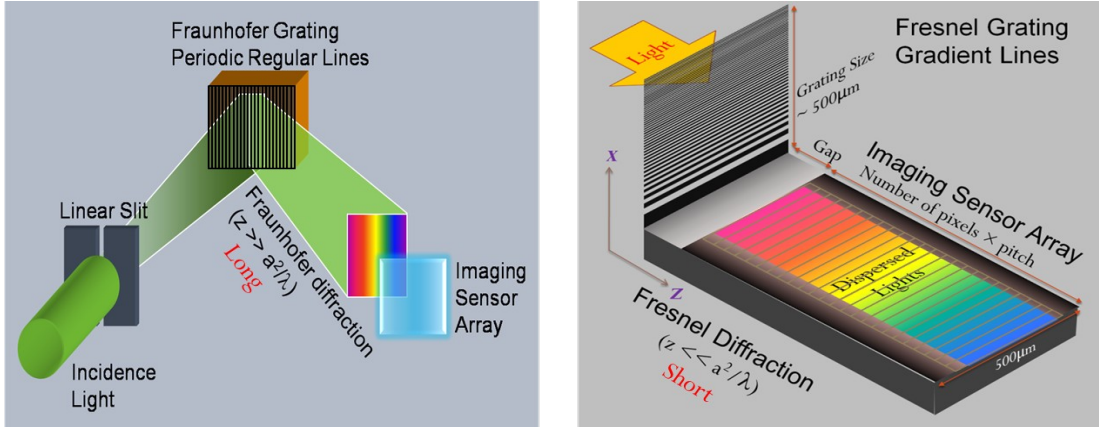 Fraunhofer Grating
Periodic Regular Lines
Linear Slit
Incidence
Light
Fraunhofer diffraction
(z >> a²/λ)
Long
Imaging
Sensor
Array
Light
Fresnel Grating
Gradient Lines
Grating Size
~ 500µm
x
z
Gap
Imaging Sensor Array
Number of pixels × pitch
Dispersed
Lights
Fresnel Diffraction
(z << a²/λ)
Short
500µm